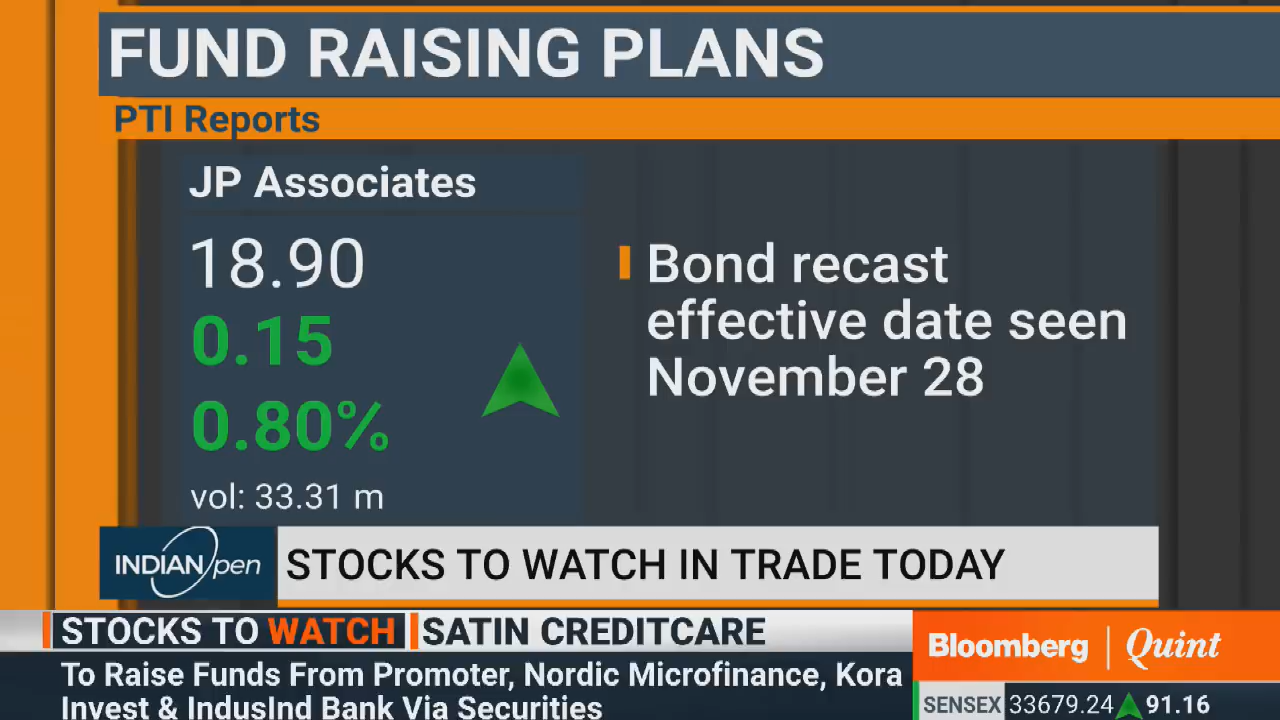 FUND RAISING PLANS
PTI Reports
JP Associates
18.90
0.15
0.80%
vol: 33.31 m
Bond recast
effective date seen
November 28
INDIAN Open
STOCKS TO WATCH IN TRADE TODAY
STOCKS TO WATCH SATIN CREDITCARE
To Raise Funds From Promoter, Nordic Microfinance, Kora
Invest & IndusInd Bank Via Securities
Bloomberg | Quint
SENSEX 33679.24 91.16